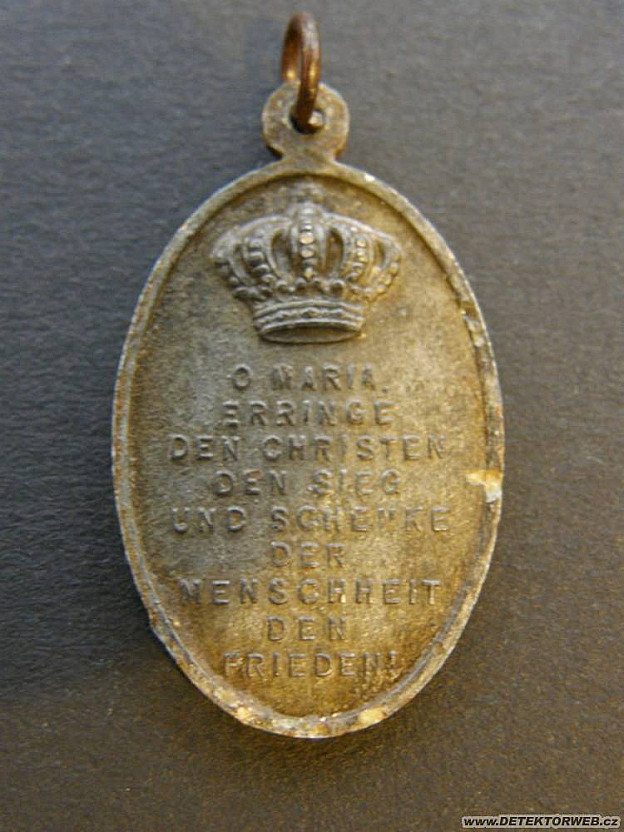 O MARIA,
ERRINGE
DEN CHRISTEN
DEN SIEG
UND SCHENKE
DER
MENSCHHEIT
DEN
FRIEDEN!
www.DETEKTORWEB.cz